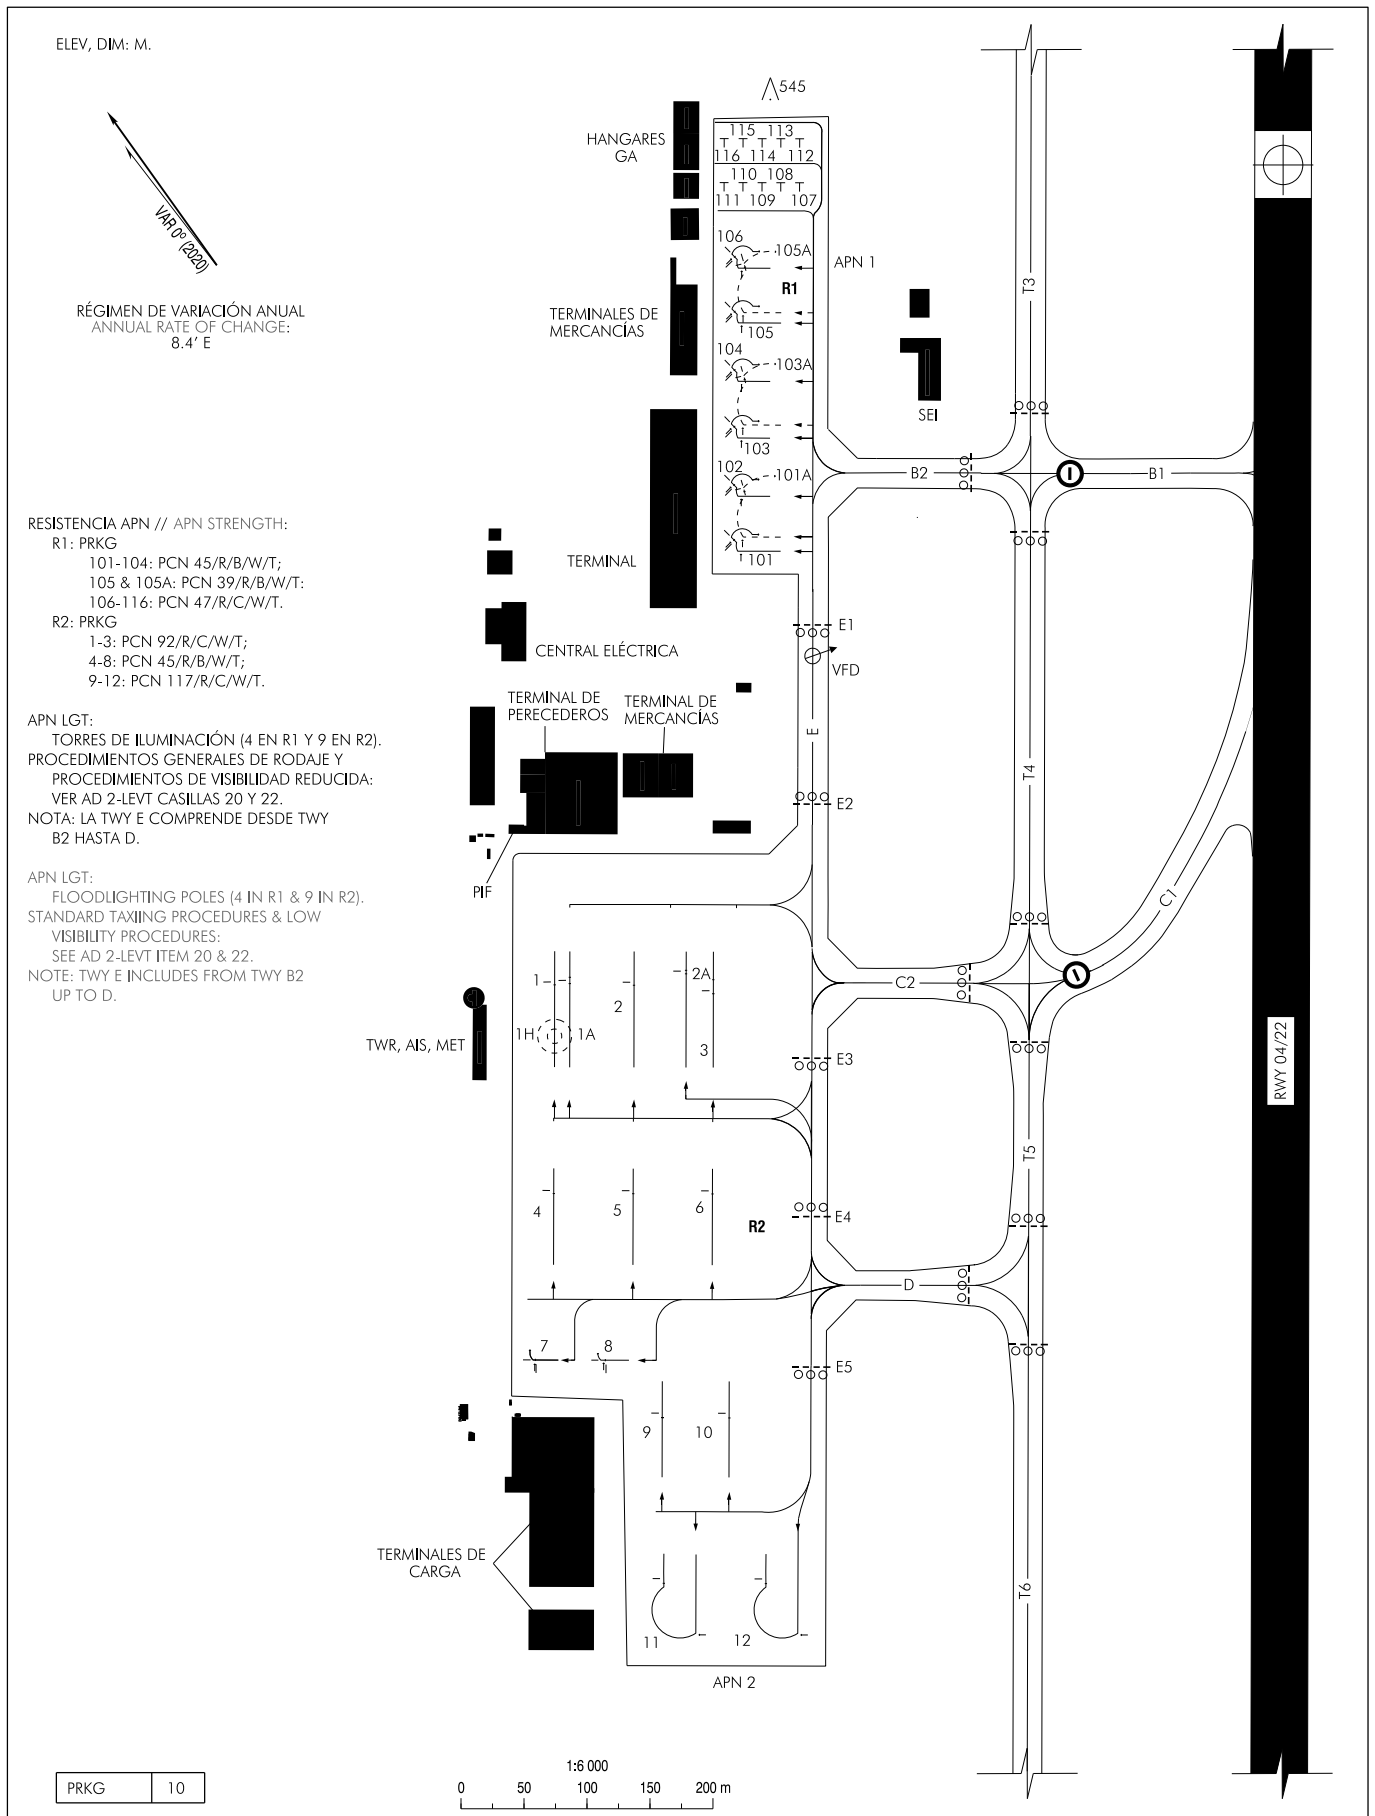 ELEV, DIM: M.
VAR 0° (2020)
RÉGIMEN DE VARIACIÓN ANUAL
ANNUAL RATE OF CHANGE:
8.4' E
545
HANGARES
GA
115 113
116 114 112
110 108
111 109 107
106
105A
APN 1
R1
TERMINALES DE
MERCANCÍAS
105
104
103A
SEI
103
102
101A
101
T3
B2
B1
RESISTENCIA APN // APN STRENGTH:
R1: PRKG
101-104: PCN 45/R/B/W/T;
105 & 105A: PCN 39/R/B/W/T:
106-116: PCN 47/R/C/W/T.
R2: PRKG
1-3: PCN 92/R/C/W/T;
4-8: PCN 45/R/B/W/T;
9-12: PCN 117/R/C/W/T.
APN LGT:
TORRES DE ILUMINACIÓN (4 EN R1 Y 9 EN R2).
PROCEDIMIENTOS GENERALES DE RODAJE Y
PROCEDIMIENTOS DE VISIBILIDAD REDUCIDA:
VER AD 2-LEVT CASILLAS 20 Y 22.
NOTA: LA TWY E COMPRENDE DESDE TWY
B2 HASTA D.
APN LGT:
FLOODLIGHTING POLES (4 IN R1 & 9 IN R2).
STANDARD TAXIING PROCEDURES & LOW
VISIBILITY PROCEDURES:
SEE AD 2-LEVT ITEM 20 & 22.
NOTE: TWY E INCLUDES FROM TWY B2
UP TO D.
TERMINAL
E1
CENTRAL ELÉCTRICA
VFD
TERMINAL DE
PERECEDEROS
TERMINAL DE
MERCANCÍAS
E
T4
E2
PIF
C1
1
2
2A
3
C2
1H
1A
TWR, AIS, MET
E3
RWY 04/22
T5
4
5
6
R2
E4
D
7
8
E5
9
10
TERMINALES DE
CARGA
T6
11
12
APN 2
PRKG 10
1:6 000
0 50 100 150 200 m